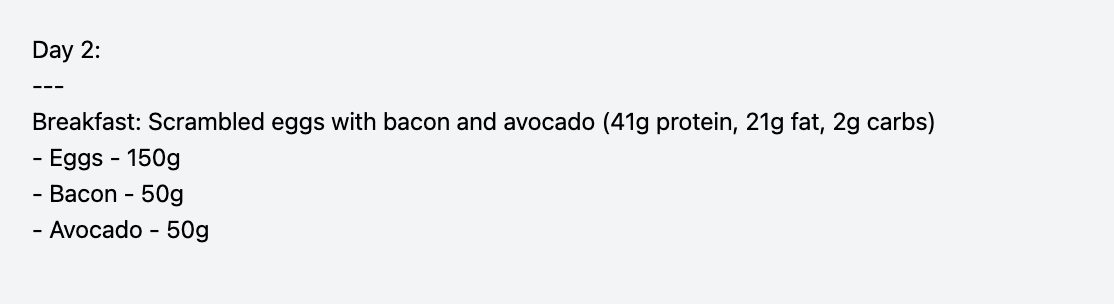 Day 2:
---
Breakfast: Scrambled eggs with bacon and avocado (41g protein, 21g fat, 2g carbs)
- Eggs - 150g
- Bacon - 50g
- Avocado - 50g